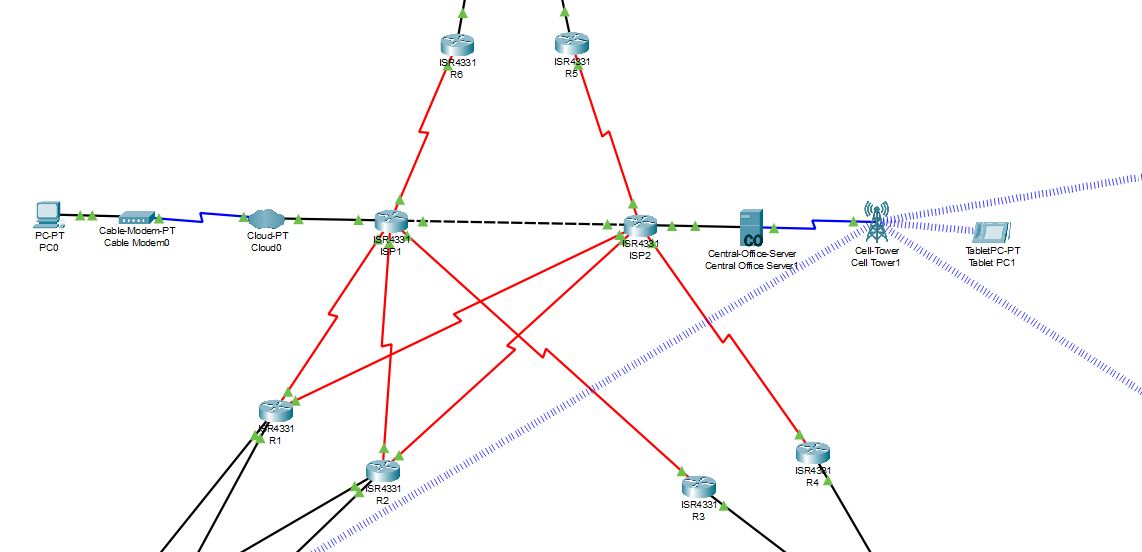 ISR4331
R6
ISR4331
R5
PC-PT
PC0
Cable-Modem-PT
Cable Modem0
Cloud-PT
Cloud0
ISR4331
ISP1
ISR4331
ISP2
CO
Central-Office-Server
Central Office Server1
Cell-Tower
Cell Tower1
TabletPC-PT
Tablet PC1
ISR4331
R1
ISR4331
R2
ISR4331
R3
ISR4331
R4